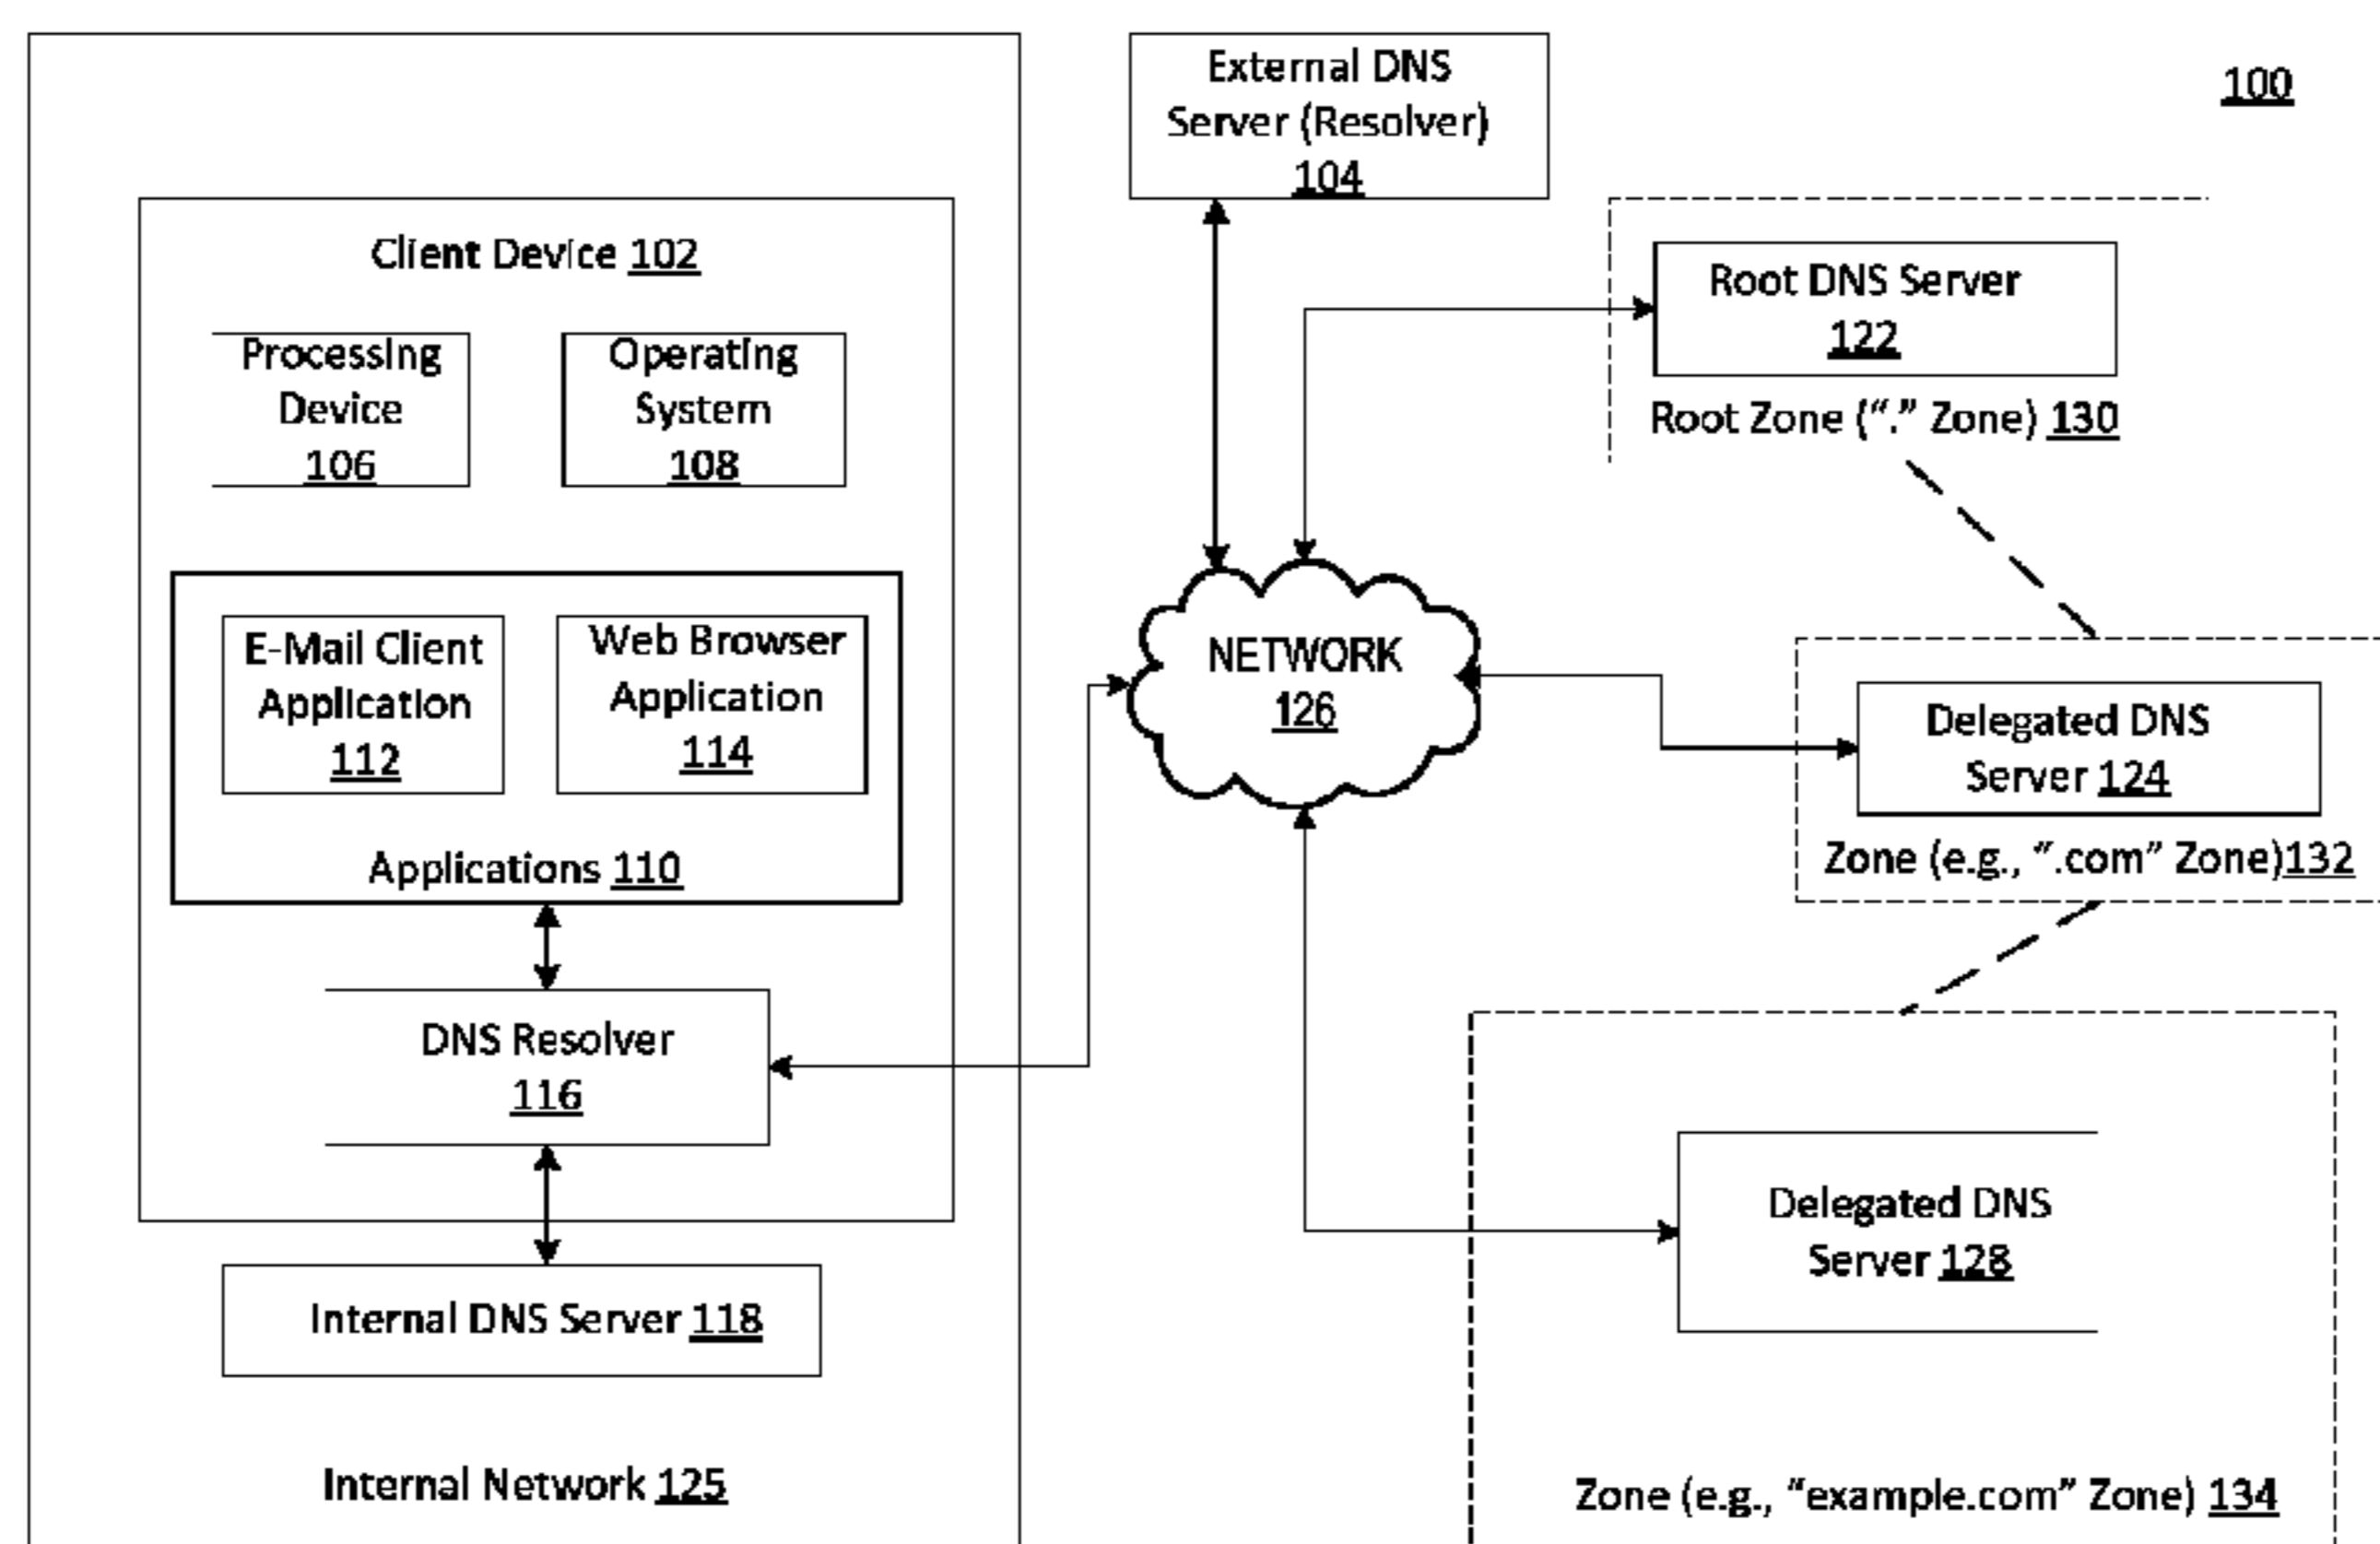 External DNS
Server (Resolver)
104
100
Client Device 102
Processing
Device
106
Operating
System
108
E-Mail Client
Application
112
Web Browser
Application
114
Applications 110
DNS Resolver
116
Internal DNS Server 118
Internal Network 125
NETWORK
126
Root DNS Server
122
Root Zone (“.” Zone) 130
Delegated DNS
Server 124
Zone (e.g., “.com” Zone)132
Delegated DNS
Server 128
Zone (e.g., “example.com” Zone) 134